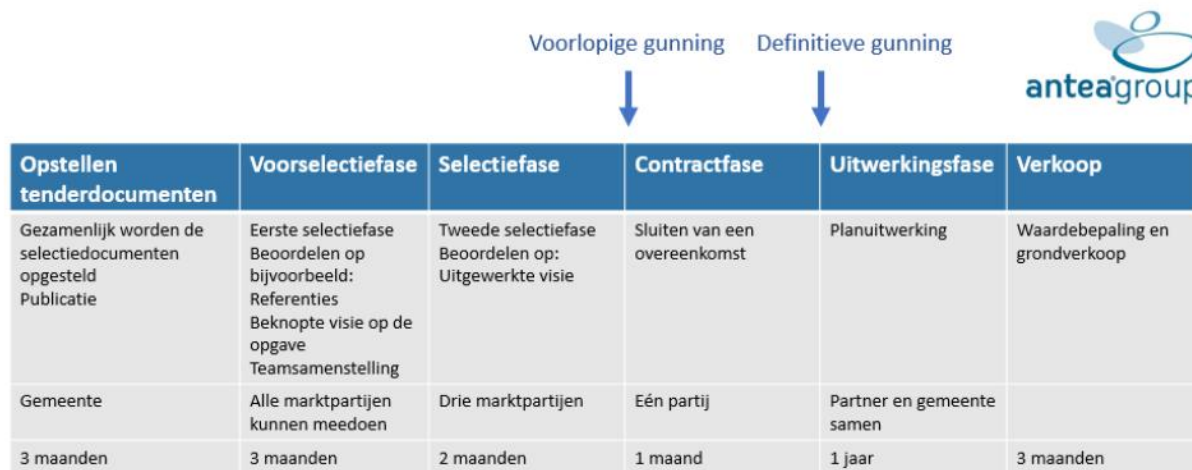 Voorlopige gunning
Definitieve gunning
anteagroup
Opstellen
tenderdocumenten
Voorselectiefase
Selectiefase
Contractfase
Uitwerkingsfase
Verkoop
Gezamenlijk worden de
selectiedocumenten
opgesteld
Publicatie
Eerste selectiefase
Beoordelen op
bijvoorbeeld:
Referenties
Beknopte visie op de
opgave
Teamsamenstelling
Tweede selectiefase
Beoordelen op:
Uitgewerkte visie
Sluiten van een
overeenkomst
Planuitwerking
Waardebepaling en
grondverkoop
Gemeente
Alle marktpartijen
kunnen meedoen
Drie marktpartijen
Eén partij
Partner en gemeente
samen
3 maanden
3 maanden
2 maanden
1 maand
1 jaar
3 maanden